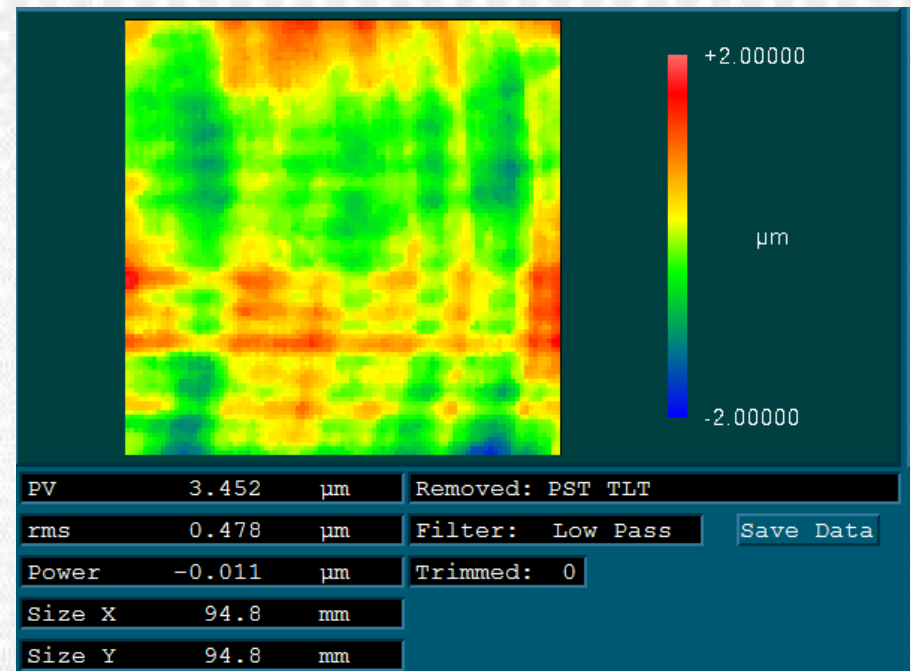 +2.00000
µm
-2.00000
PV 3.452 µm Removed: PST TLT
rms 0.478 µm Filter: Low Pass Save Data
Power -0.011 µm Trimmed: 0
Size X 94.8 mm
Size Y 94.8 mm